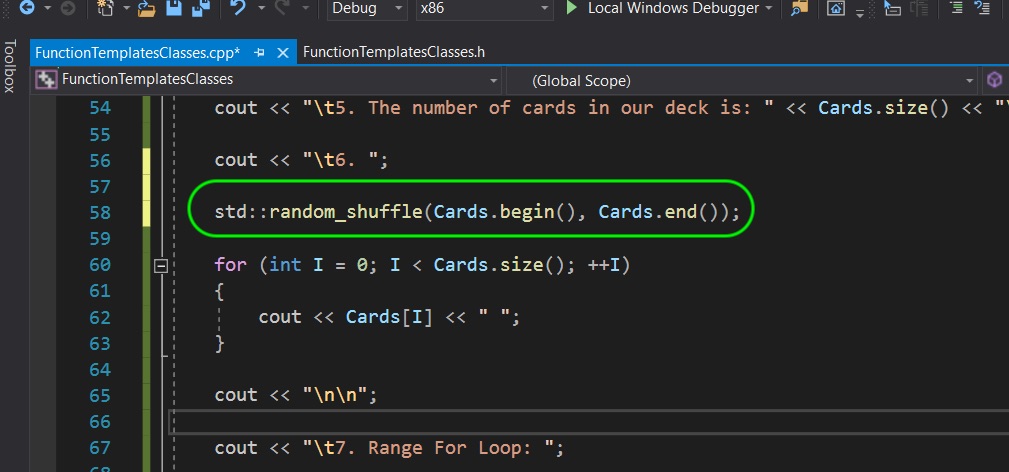 Debug x86 Local Windows Debugger
Toolbox
FunctionTemplatesClasses.cpp* FunctionTemplatesClasses.h
FunctionTemplatesClasses (Global Scope)
54 cout << "\t5. The number of cards in our deck is: " << Cards.size() << "\
55
56 cout << "\t6. ";
57
58 std::random_shuffle(Cards.begin(), Cards.end());
59
60 for (int I = 0; I < Cards.size(); ++I)
61 {
62 cout << Cards[I] << " ";
63 }
64
65 cout << "\n\n";
66
67 cout << "\t7. Range For Loop: ";